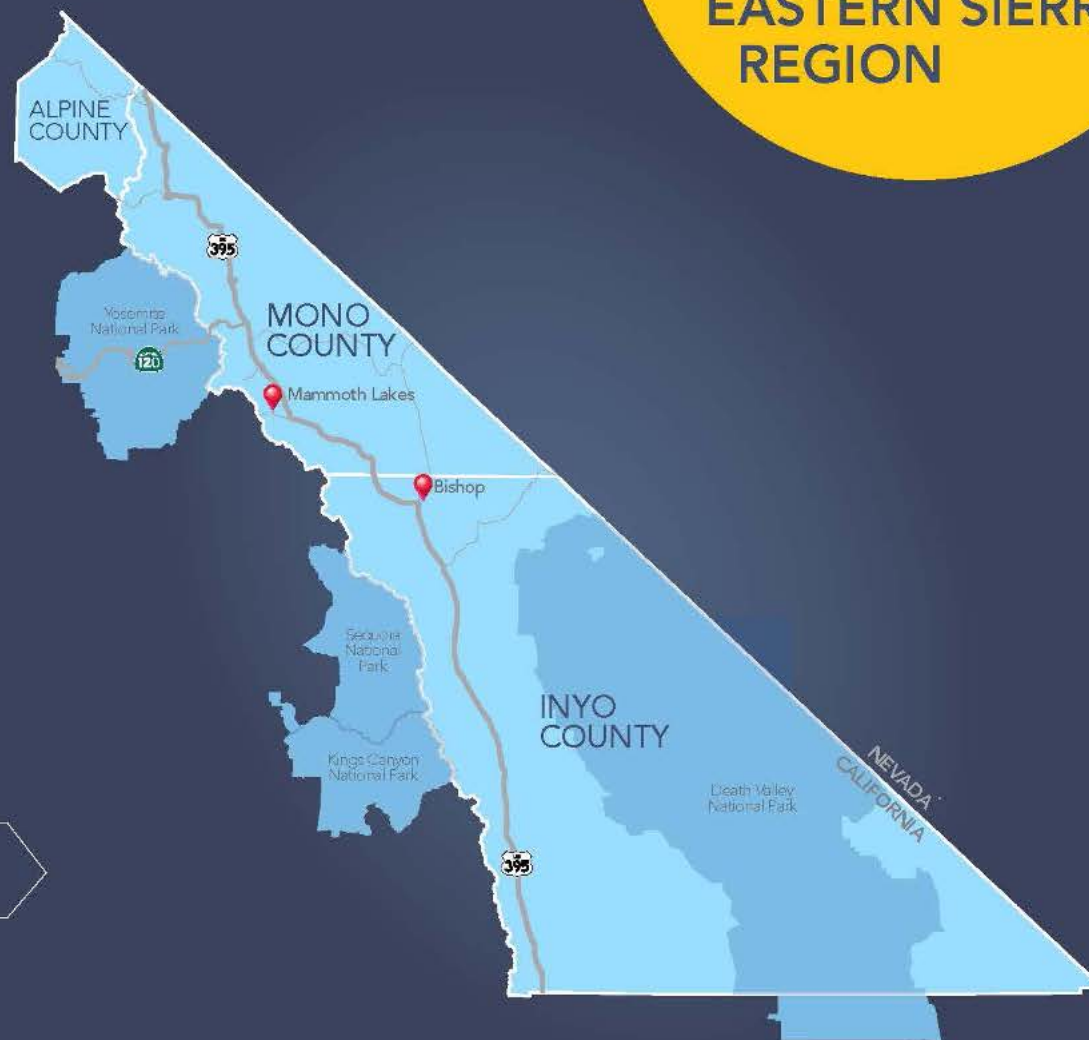 EASTERN SIERR
REGION
ALPINE
COUNTY
395
Yosemite
National Park
120
MONO
COUNTY
Mammoth Lakes
Bishop
Sequoia
National
Park
INYO
COUNTY
Kings Canyon
National Park
Death Valley
National Park
NEVADA
CALIFORNIA
395